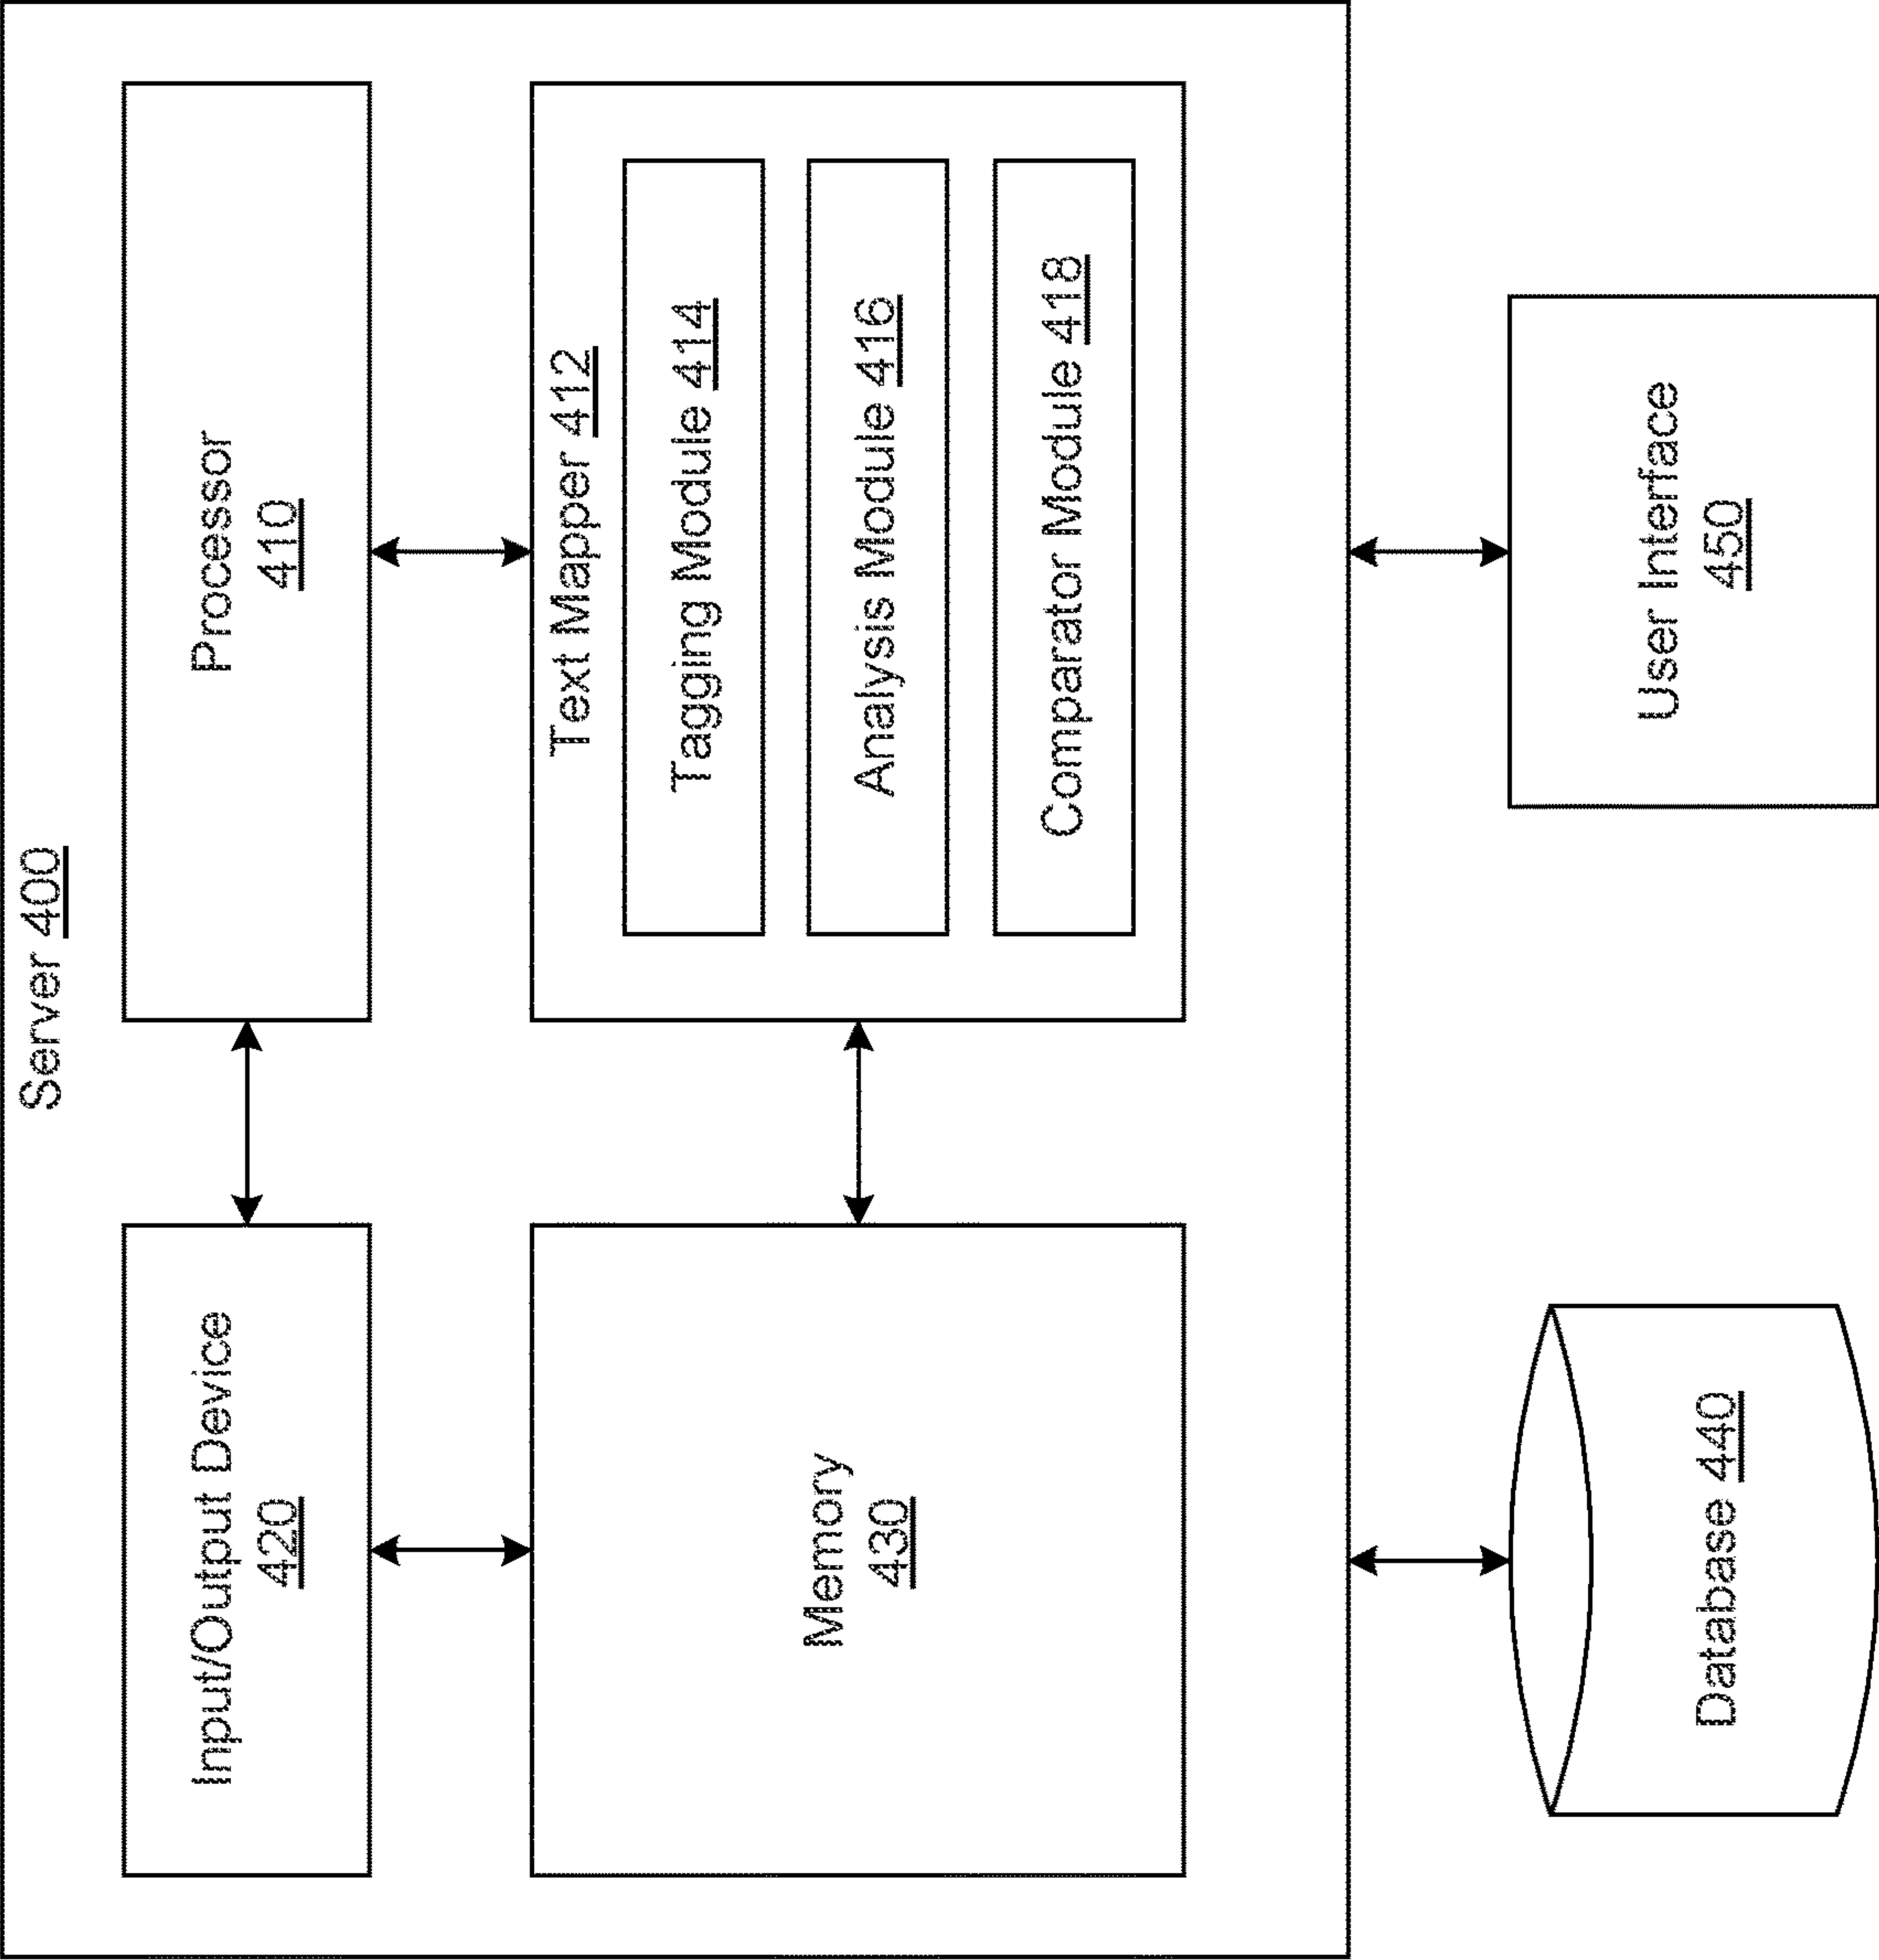 Server 400
Input/Output Device
420
Processor
410
Memory
430
Text Mapper 412
Tagging Module 414
Analysis Module 416
Comparator Module 418
Database 440
User Interface
450